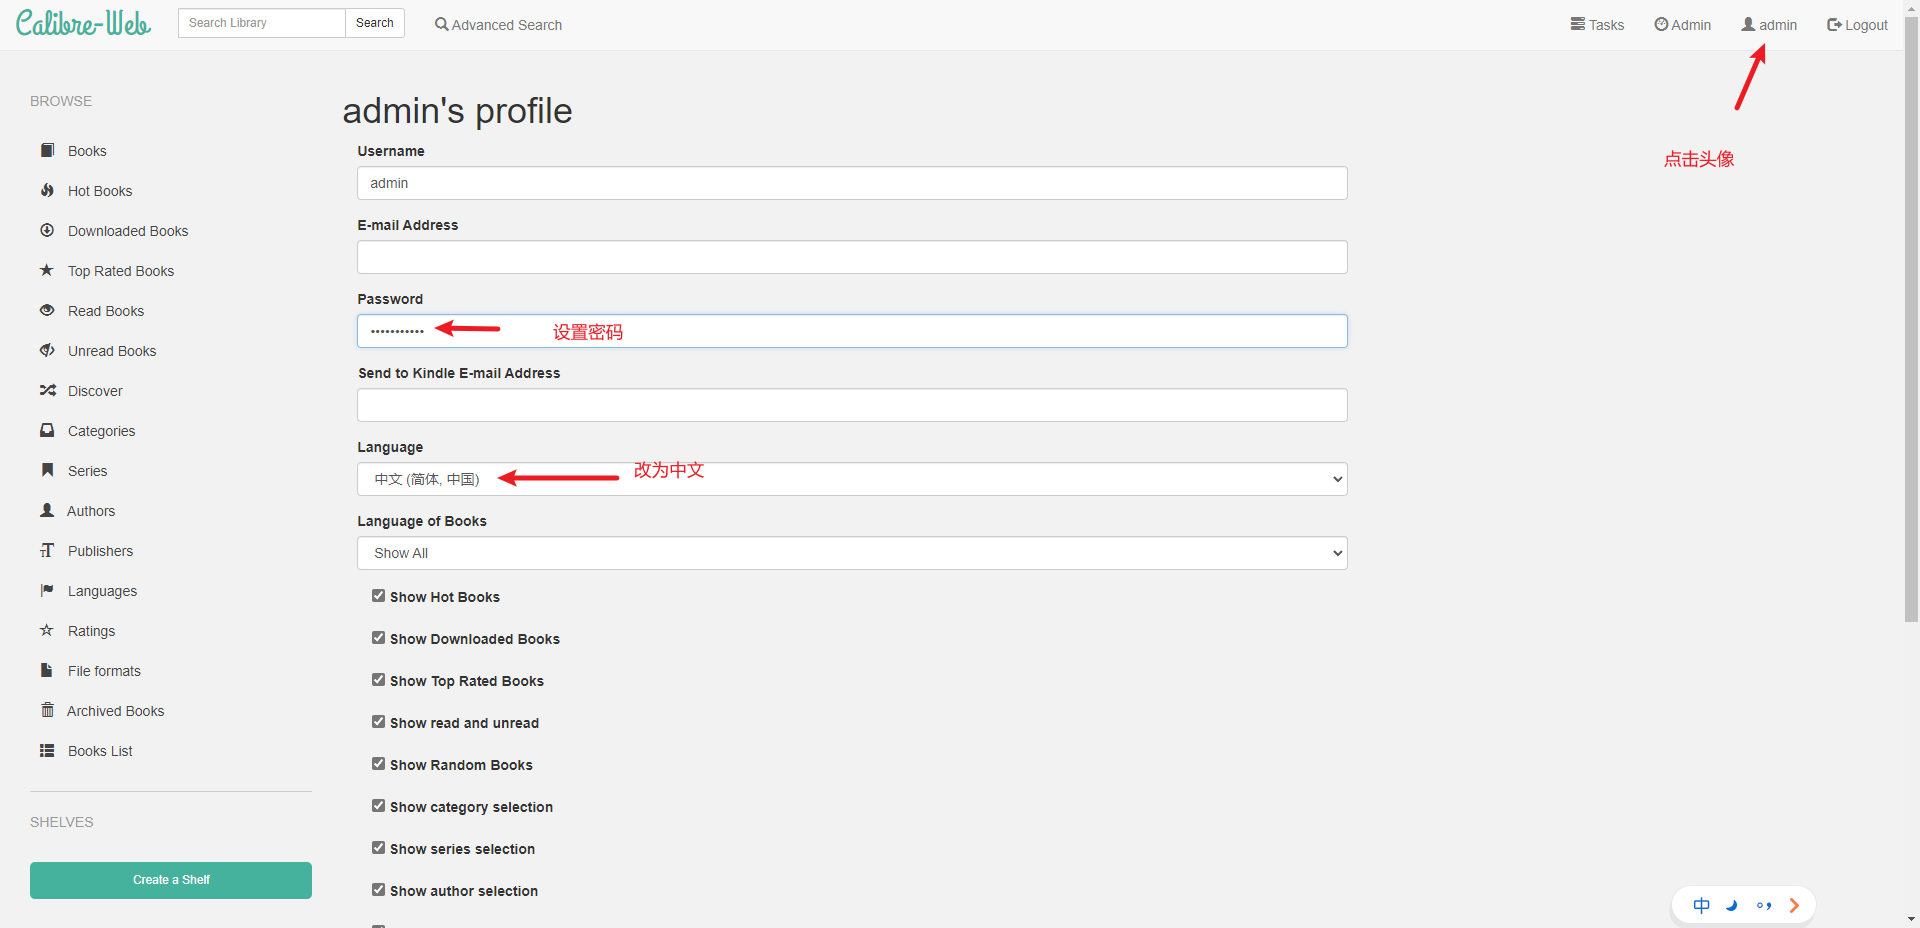 Calibre-Web
Search Library
Search
Advanced Search
Tasks
Admin
admin
Logout
点击头像
BROWSE
Books
Hot Books
Downloaded Books
Top Rated Books
Read Books
Unread Books
Discover
Categories
Series
Authors
Publishers
Languages
Ratings
File formats
Archived Books
Books List
SHELVES
Create a Shelf
admin's profile
Username
admin
E-mail Address
Password
•••••••••••
设置密码
Send to Kindle E-mail Address
Language
中文 (简体, 中国)
改为中文
Language of Books
Show All
Show Hot Books
Show Downloaded Books
Show Top Rated Books
Show read and unread
Show Random Books
Show category selection
Show series selection
Show author selection
中